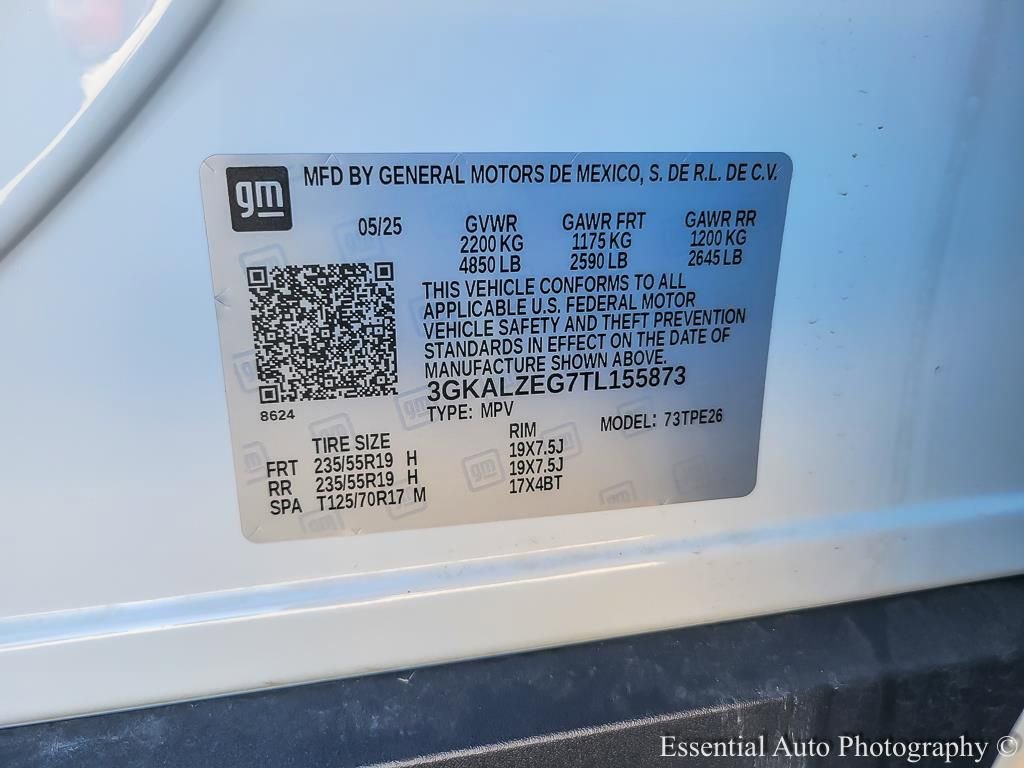 gm
MFD BY GENERAL MOTORS DE MEXICO, S. DE R.L. DE C.V.
05/25 GVWR GAWR FRT GAWR RR
2200 KG 1175 KG 1200 KG
4850 LB 2590 LB 2645 LB
THIS VEHICLE CONFORMS TO ALL
APPLICABLE U.S. FEDERAL MOTOR
VEHICLE SAFETY AND THEFT PREVENTION
STANDARDS IN EFFECT ON THE DATE OF
MANUFACTURE SHOWN ABOVE.
3GKALZEG7TL155873
8624
TYPE: MPV MODEL: 73TPE26
TIRE SIZE RIM
FRT 235/55R19 H 19X7.5J
RR 235/55R19 H 19X7.5J
SPA T125/70R17 M 17X4BT
Essential Auto Photography ©